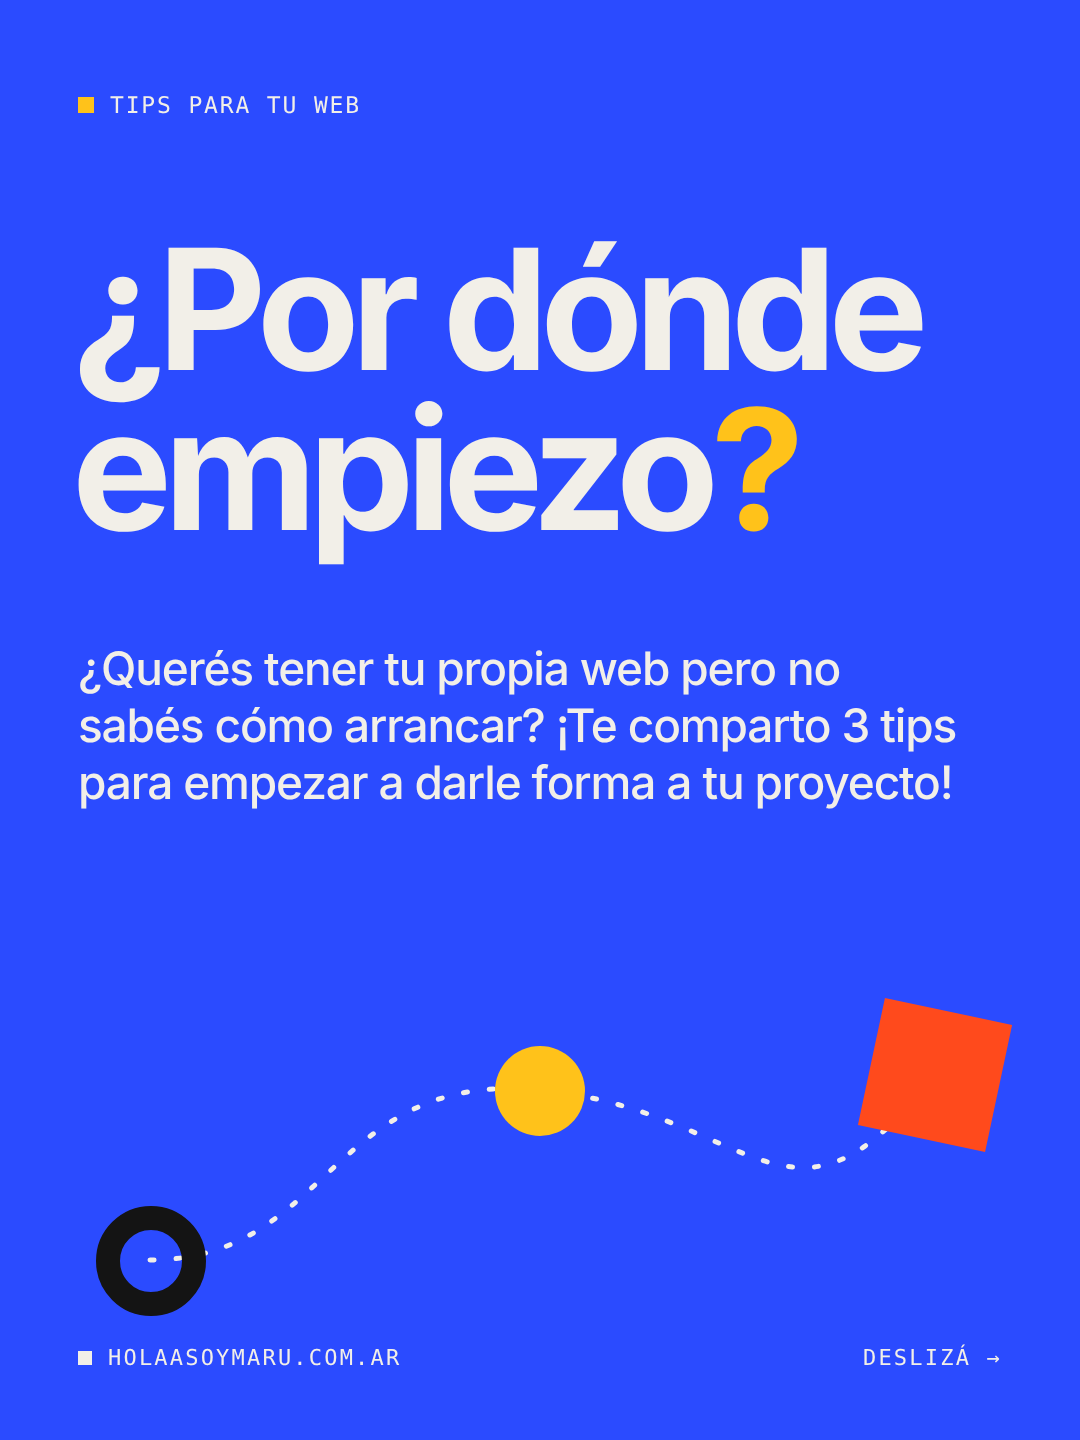 TIPS PARA TU WEB
¿Por dónde
empiezo?
¿Querés tener tu propia web pero no
sabés cómo arrancar? ¡Te comparto 3 tips
para empezar a darle forma a tu proyecto!
HOLAASOYMARU.COM.AR
DESLIZÁ →